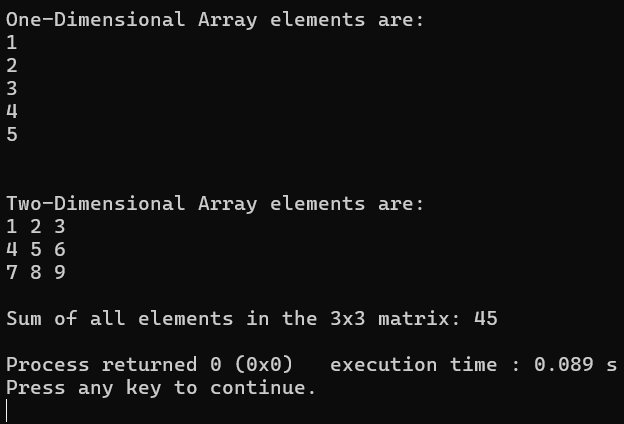 One-Dimensional Array elements are:
1
2
3
4
5
Two-Dimensional Array elements are:
1 2 3
4 5 6
7 8 9
Sum of all elements in the 3x3 matrix: 45
Process returned 0 (0x0)   execution time : 0.089 s
Press any key to continue.